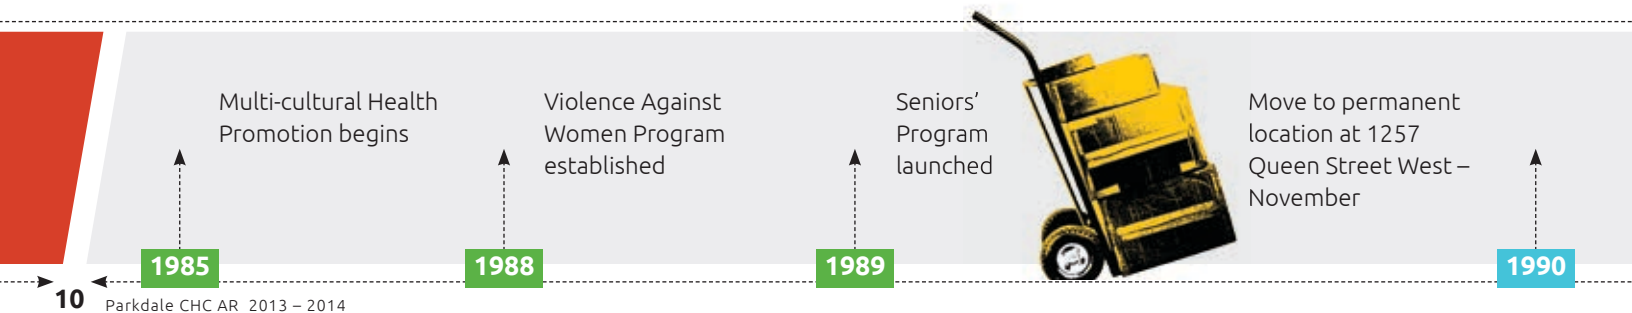 Multi-cultural Health
Promotion begins
1985
Violence Against
Women Program
established
1988
Seniors’
Program
launched
1989
Move to permanent
location at 1257
Queen Street West –
November
1990
10 Parkdale CHC AR 2013 – 2014